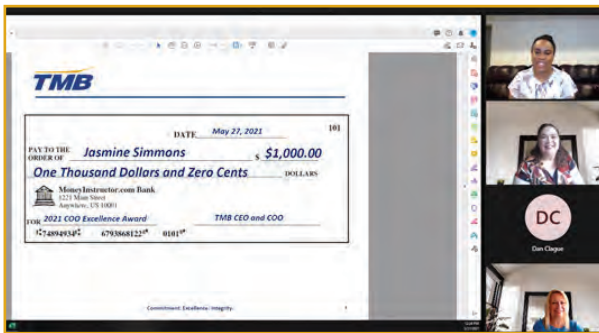 TMB
DATE May 27, 2021 101
PAY TO THE
ORDER OF Jasmine Simmons $ $1,000.00
One Thousand Dollars and Zero Cents DOLLARS
MoneyInstructor.com Bank
1221 Main Street
Anywhere, US 10001
FOR 2021 COO Excellence Award TMB CEO and COO
74894934 6793868122 0101
Commitment. Excellence. Integrity.
DC
Dan Clague